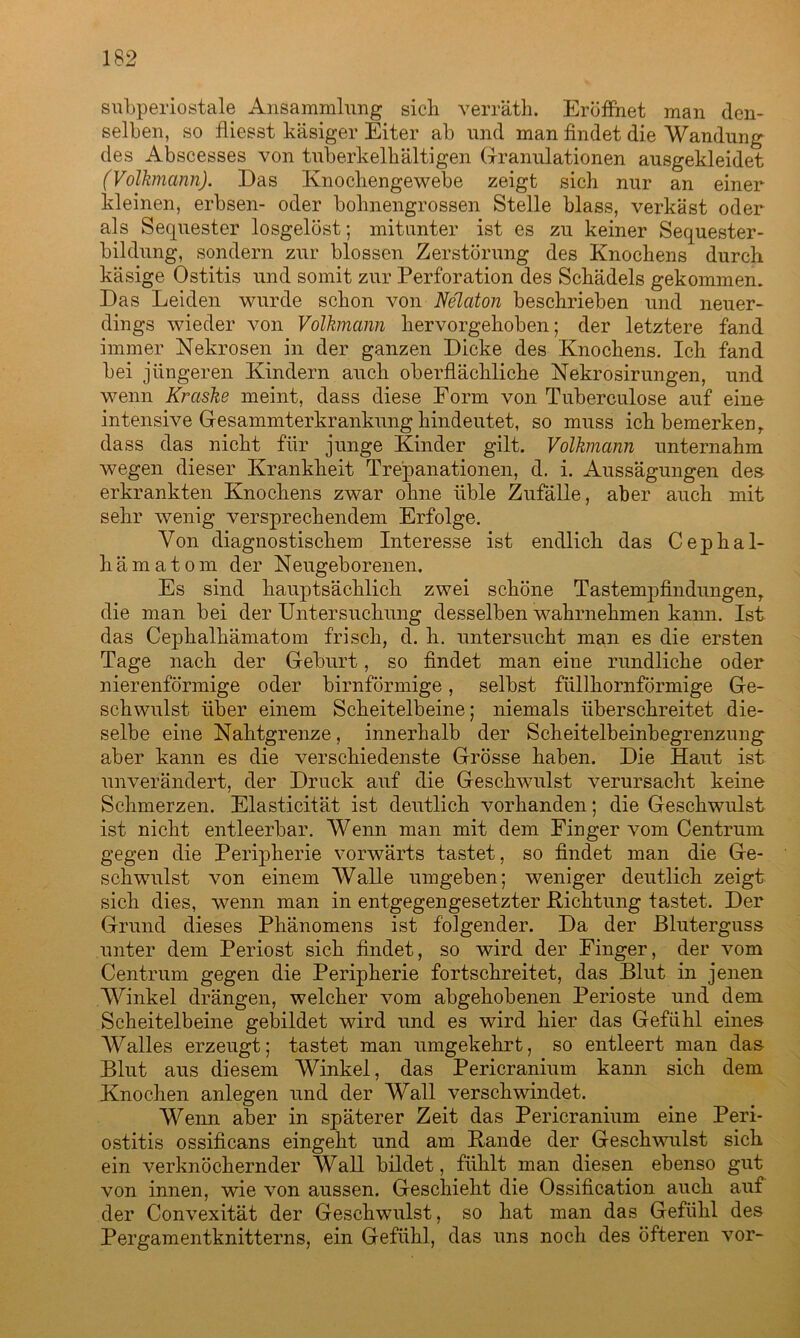 182
subperiostale Ansammlung sich verräth. Eröffnet man den-
selben, so fliesst käsiger Eiter ab und man findet die Wandung
des Abscesses von tuberkelhältigen Granulationen ausgekleidet
(Volkmann). Das Knochengewebe zeigt sich nur an einer
kleinen, erbsen- oder bohnengrossen Stelle blass, verkäst oder
als Sequester losgelöst; mitunter ist es zu keiner Sequester-
bildung, sondern zur blossen Zerstörung des Knochens durch
käsige Ostitis und somit zur Perforation des Schädels gekommen.
Das Leiden wurde schon von Nélaton beschrieben und neuer-
dings wieder von Volkmann hervorgehoben; der letztere fand
immer Nekrosen in der ganzen Dicke des Knochens. Ich fand
bei jüngeren Kindern auch oberflächliche Nekrosirungen, und
wenn Kraske meint, dass diese Form von Tuberculose auf eine
intensive Gesammterkrankung hindeutet, so muss ich bemerken,
dass das nicht für junge Kinder gilt. Volkmann unternahm
wegen dieser Krankheit Trepanationen, d. i. Aussägungen des
erkrankten Knochens zwar ohne üble Zufälle, aber auch mit
sehr wenig versprechendem Erfolge.
Von diagnostischem Interesse ist endlich das Cephal-
hämatom der Neugeborenen.
Es sind hauptsächlich zwei schöne Tastempfindungen,
die man bei der Untersuchung desselben wahrnehmen kann. Ist
das Cephalhämatom frisch, d. h. untersucht man es die ersten
Tage nach der Geburt, so findet man eine rundliche oder
nierenförmige oder birnförmige, selbst füllhornförmige Ge-
schwulst über einem Scheitelbeine; niemals überschreitet die-
selbe eine Nahtgrenze, innerhalb der Scheitelbeinbegrenzung
aber kann es die verschiedenste Grösse haben. Die Haut ist
unverändert, der Druck auf die Geschwulst verursacht keine
Schmerzen. Elasticität ist deutlich vorhanden; die Geschwulst
ist nicht entleerbar. Wenn man mit dem Finger vom Centrum
gegen die Peripherie vorwärts tastet, so findet man die Ge-
schwulst von einem Walle umgeben; weniger deutlich zeigt
sich dies, wenn man in entgegengesetzter Richtung tastet. Der
Grund dieses Phänomens ist folgender. Da der Bluterguss
unter dem Periost sich findet, so wird der Finger, der vom
Centrum gegen die Peripherie fortschreitet, das Blut in jenen
Winkel drängen, welcher vom abgehobenen Perioste und dem
Scheitelbeine gebildet wird und es wird hier das Gefühl eines
Walles erzeugt; tastet man umgekehrt, so entleert man das
Blut aus diesem Winkel, das Pericranium kann sich dem
Knochen anlegen und der Wall verschwindet.
Wenn aber in späterer Zeit das Pericranium eine Peri-
ostitis ossificans eingeht und am Rande der Geschwulst sich
ein verknöchernder Wall bildet, fühlt man diesen ebenso gut
von innen, wie von aussen. Geschieht die Ossification auch auf
der Convexität der Geschwulst, so hat man das Gefühl des
Pergamentknitterns, ein Gefühl, das uns noch des öfteren vor-